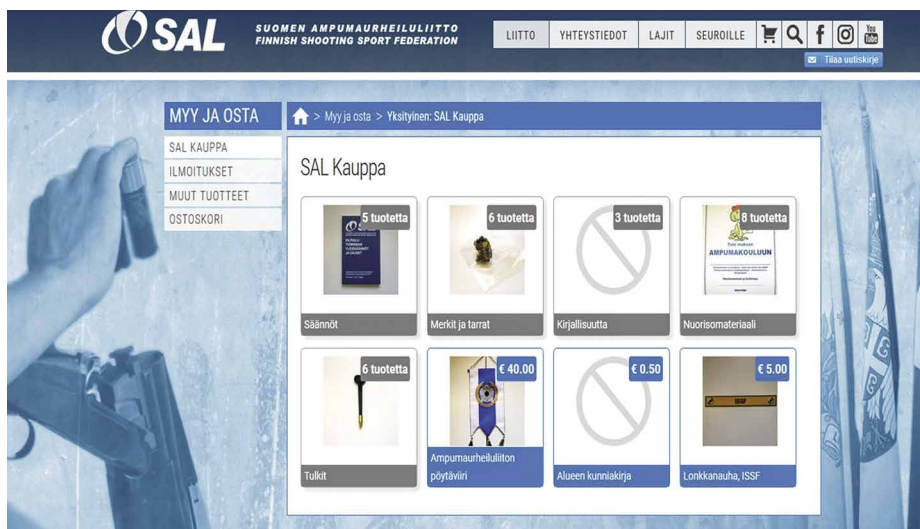 SAL
SUOMEN AMPUMAURHEILULIITTO
FINNISH SHOOTING SPORT FEDERATION
LIITTO
YHTEYSTIEDOT
LAJIT
SEUROILLE
You
Tube
Tilaa uutiskirje
MYY JA OSTA
SAL KAUPPA
ILMOITUKSET
MUUT TUOTTEET
OSTOSKORI
> Myy ja osta > Yksityinen: SAL Kauppa
SAL Kauppa
5 tuotetta
Säännöt
6 tuotetta
Merkit ja tarrat
3 tuotetta
Kirjallisuutta
8 tuotetta
AMPUMAKOULUUN
Nuorisomateriaali
6 tuotetta
Tulkit
€ 40.00
Ampumaurheiluliiton
pöytäviiri
€ 0.50
Alueen kunniakirja
€ 5.00
ISSF
Lonkkanauha, ISSF